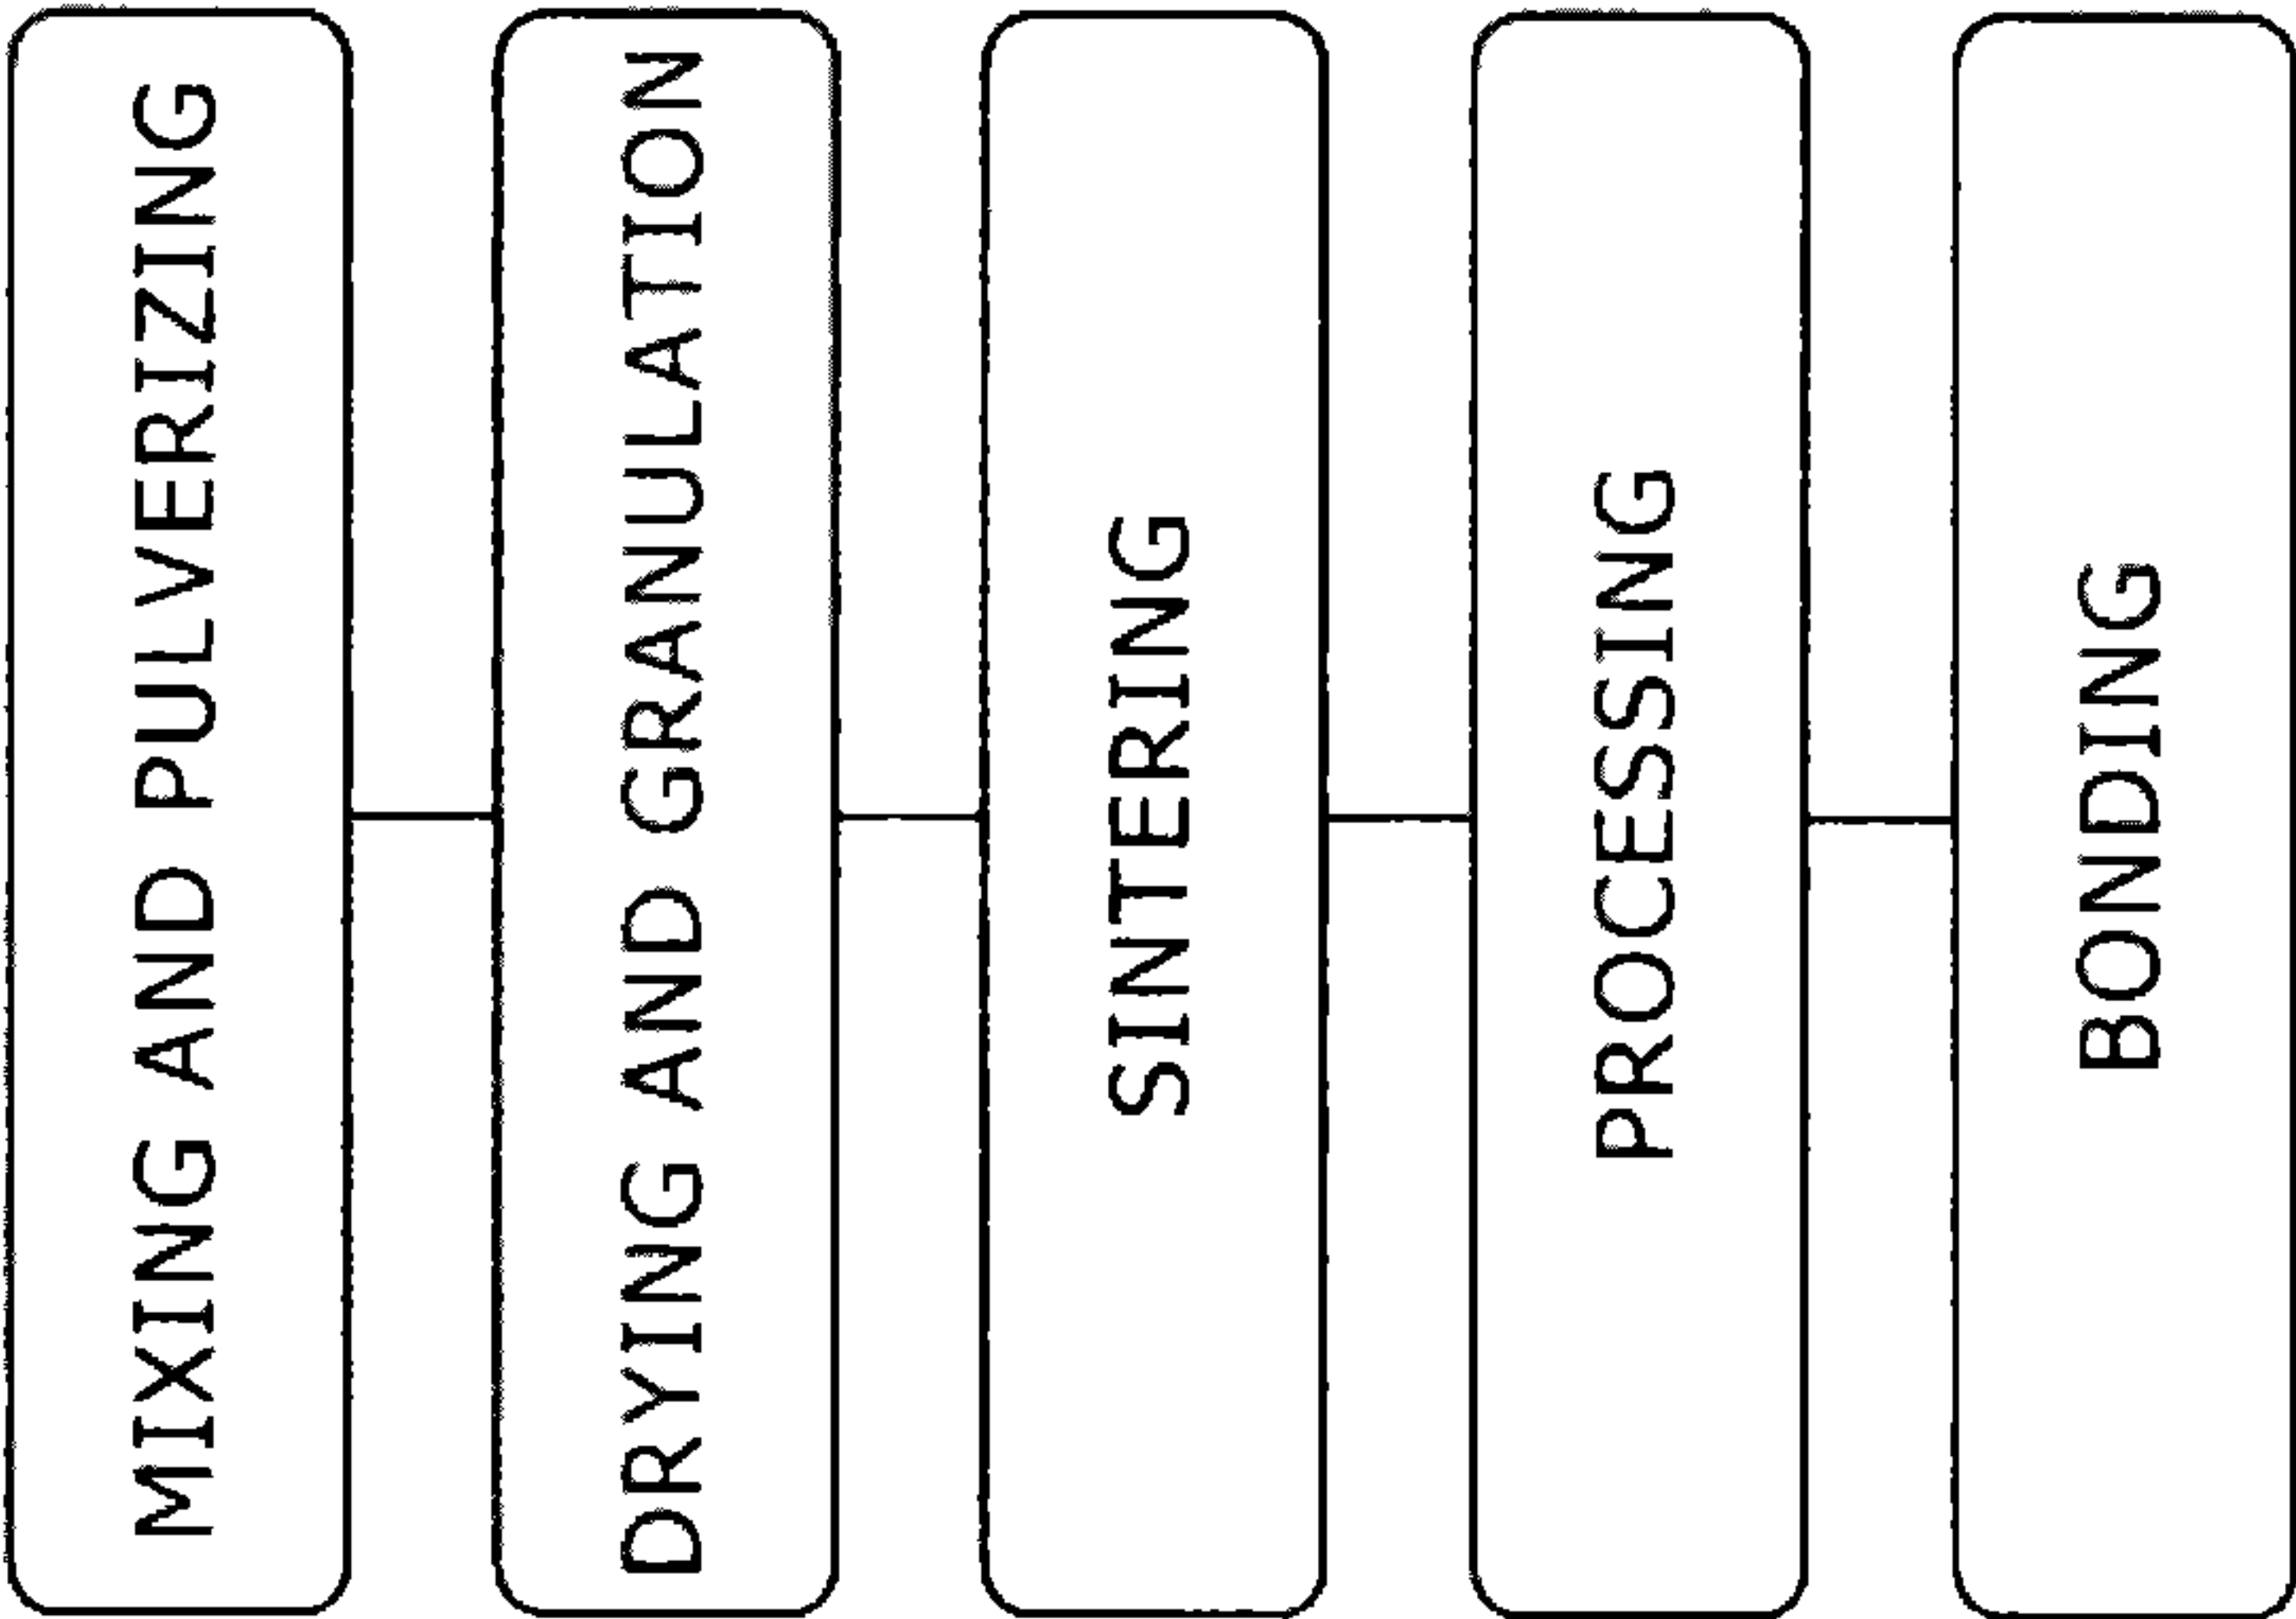 MIXING AND PULVERIZING
DRYING AND GRANULATION
SINTERING
PROCESSING
BONDING